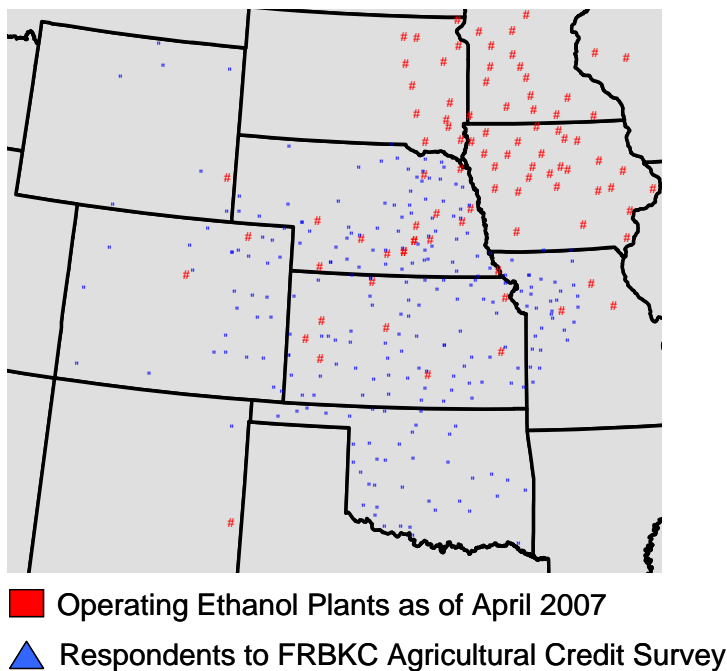 Operating Ethanol Plants as of April 2007
Respondents to FRBKC Agricultural Credit Survey